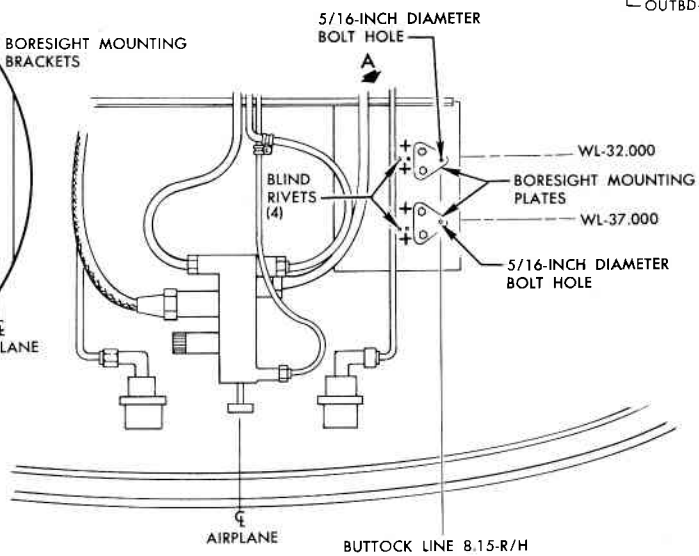 OUTBD
5/16-INCH DIAMETER
BOLT HOLE
BORESIGHT MOUNTING
BRACKETS
A
WL-32.000
BLIND
RIVETS
(4)
BORESIGHT MOUNTING
PLATES
WL-37.000
5/16-INCH DIAMETER
BOLT HOLE
LANE
℄
AIRPLANE
BUTTOCK LINE 8.15-R/H